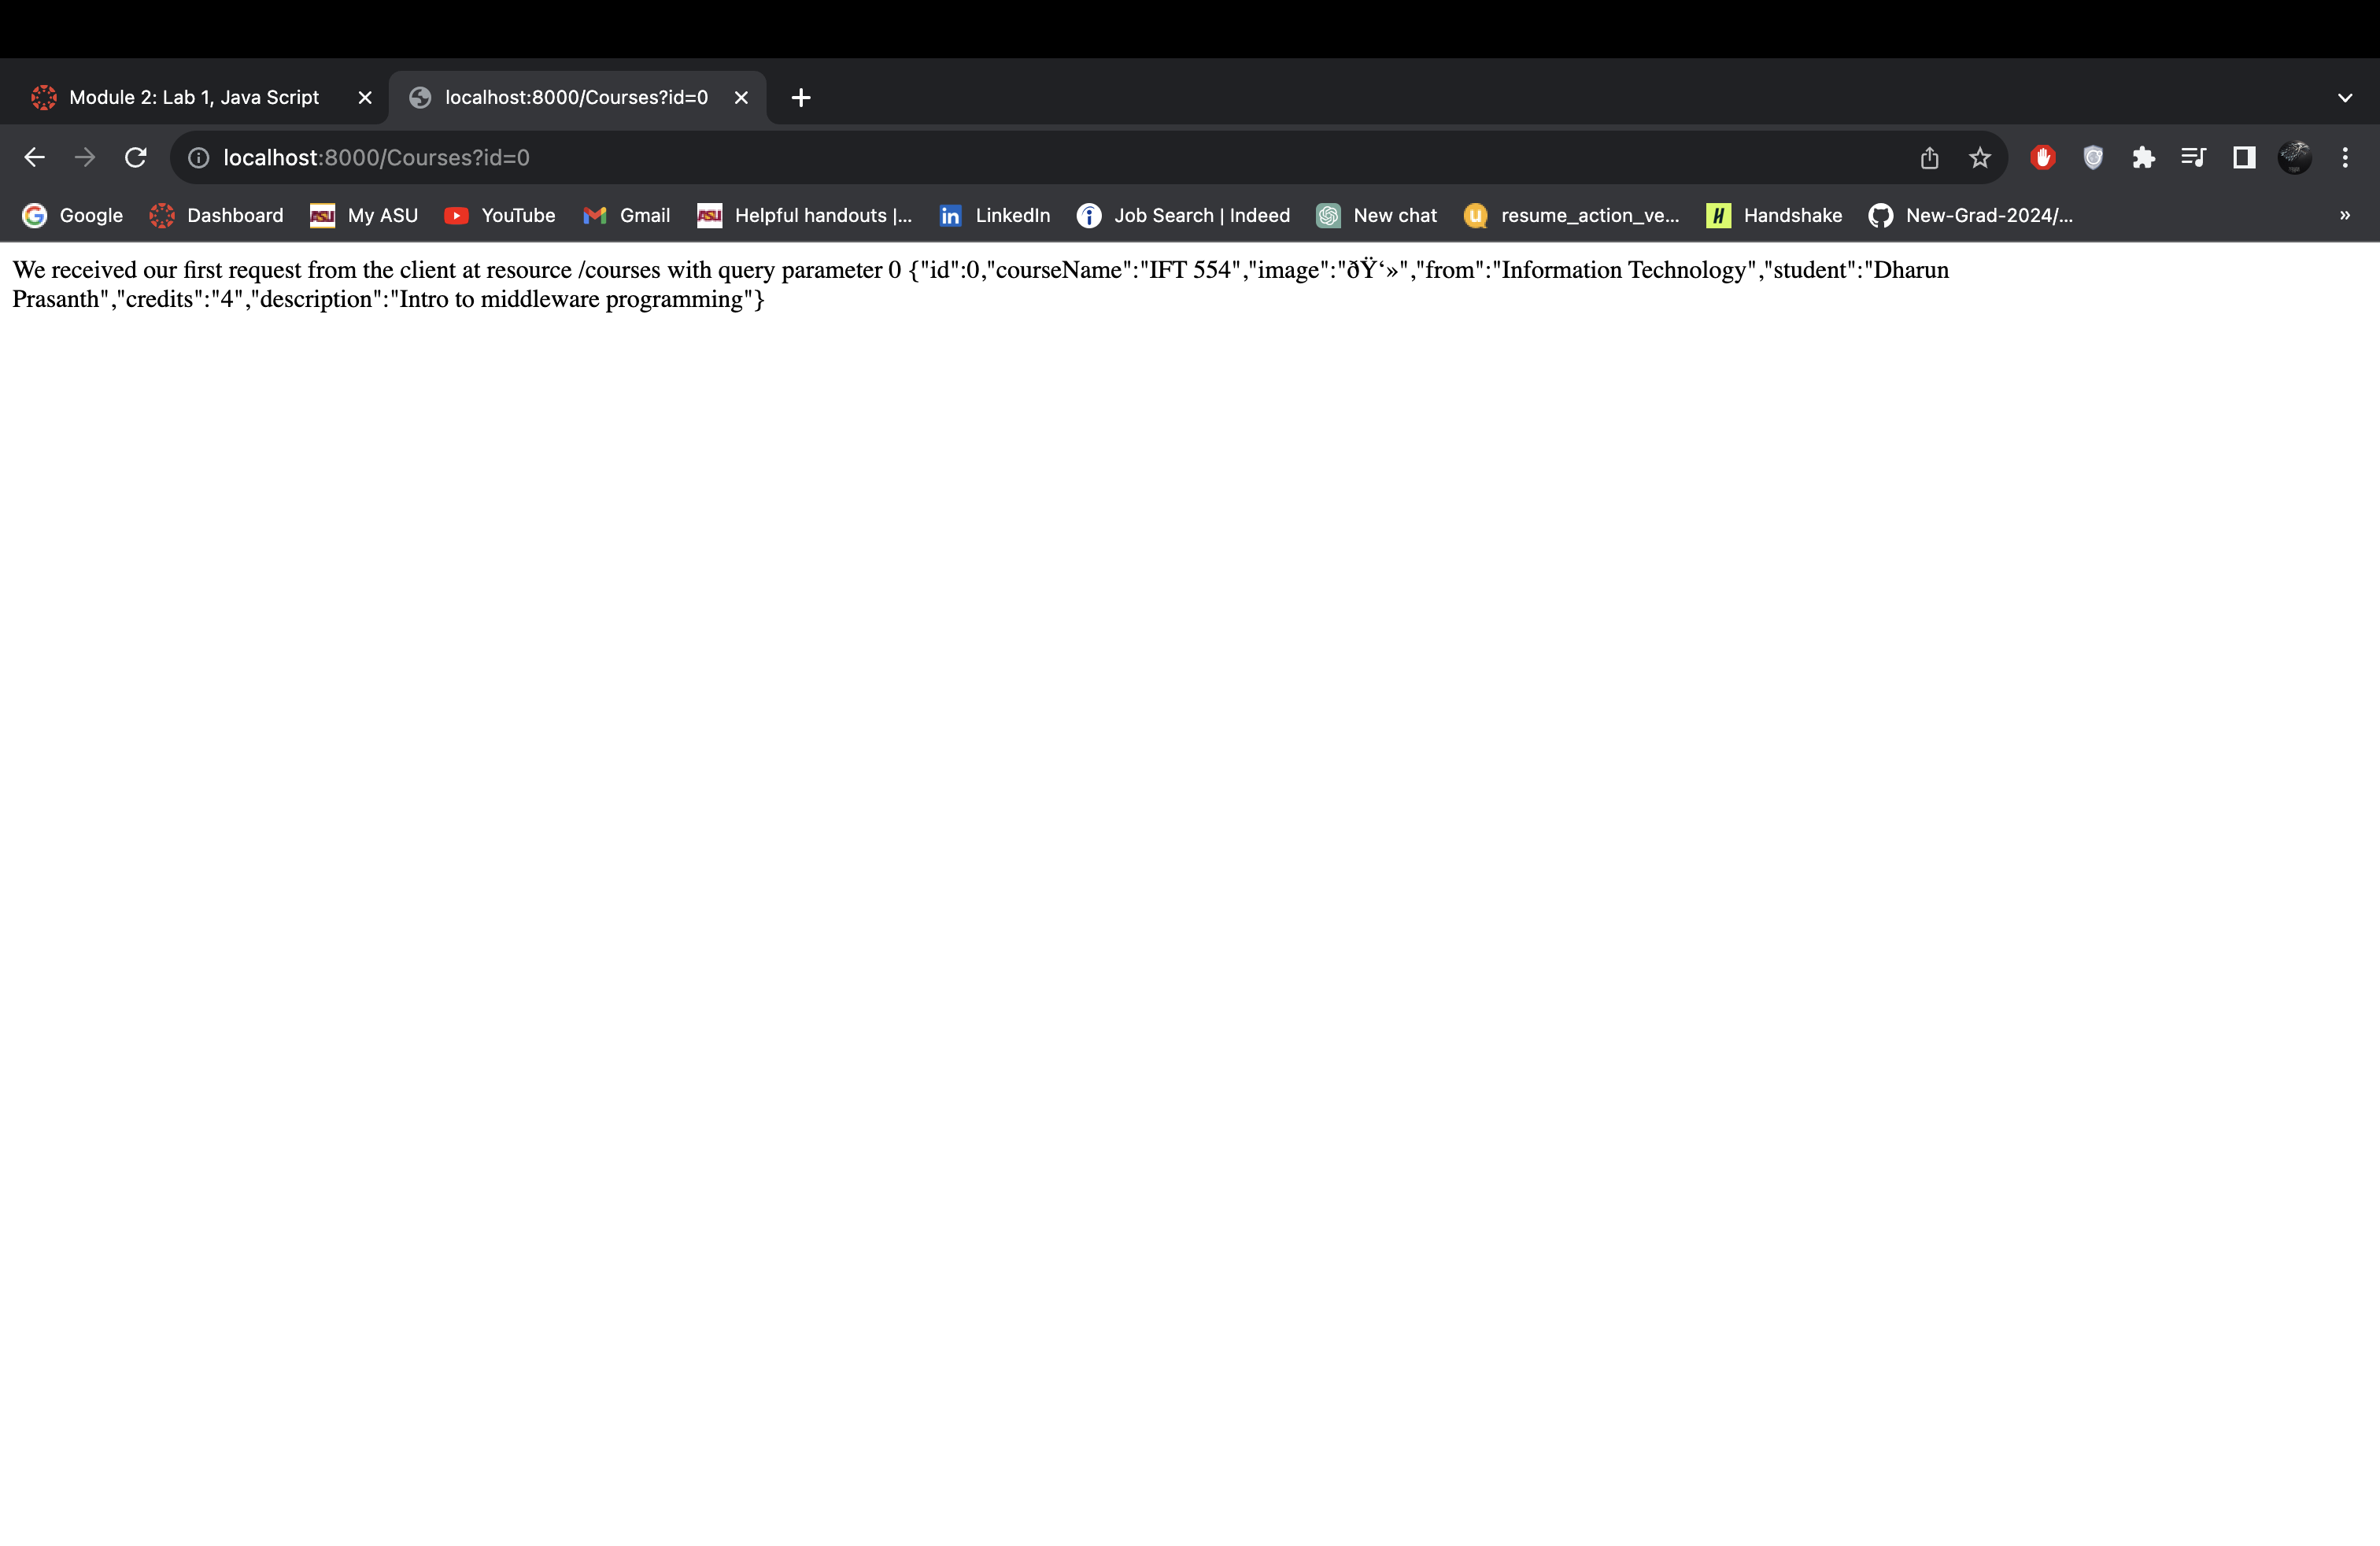 Module 2: Lab 1, Java Script
localhost:8000/Courses?id=0
localhost:8000/Courses?id=0
Google Dashboard My ASU YouTube Gmail Helpful handouts |... LinkedIn Job Search | Indeed New chat resume_action_ve... Handshake New-Grad-2024/... »
We received our first request from the client at resource /courses with query parameter 0 {"id":0,"courseName":"IFT 554","image":"ðŸ‘»","from":"Information Technology","student":"Dharun
Prasanth","credits":"4","description":"Intro to middleware programming"}